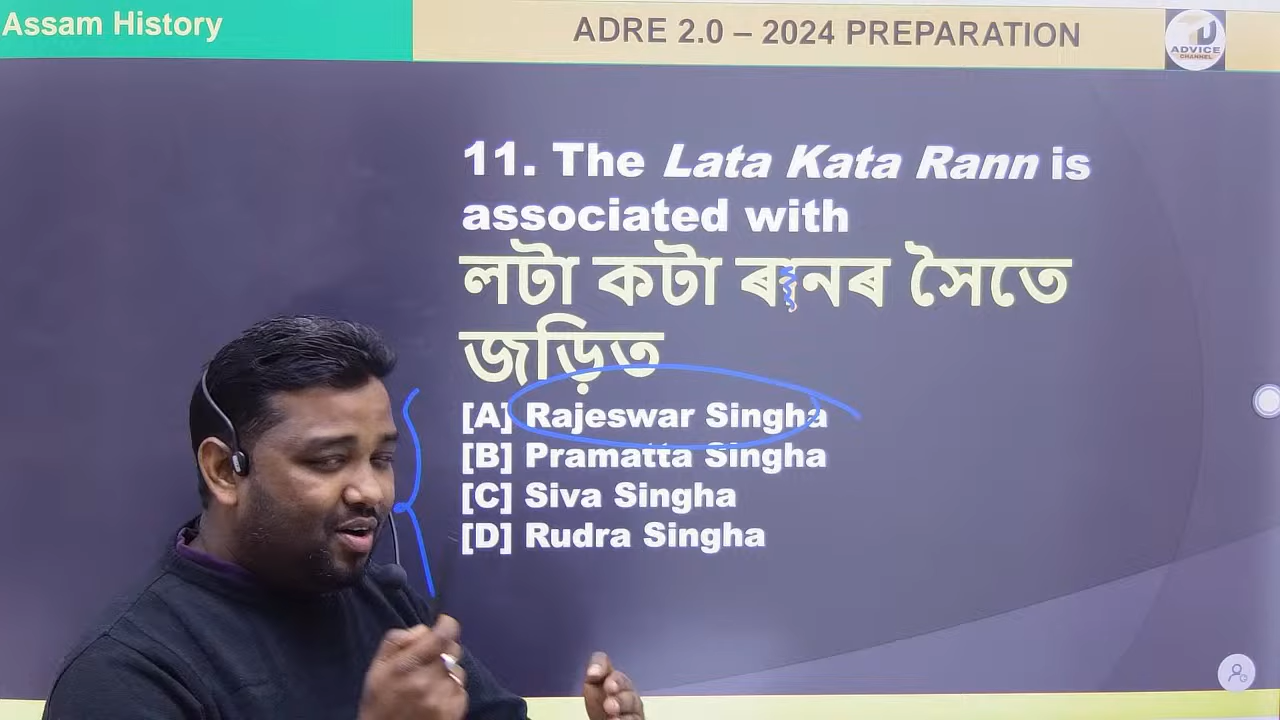 Assam History
ADRE 2.0 – 2024 PREPARATION
ADVICE
CHANNEL
11. The Lata Kata Rann is
associated with
লটা কটা ৰানৰ সৈতে
জড়িত
[A] Rajeswar Singha
[B] Pramatta Singha
[C] Siva Singha
[D] Rudra Singha